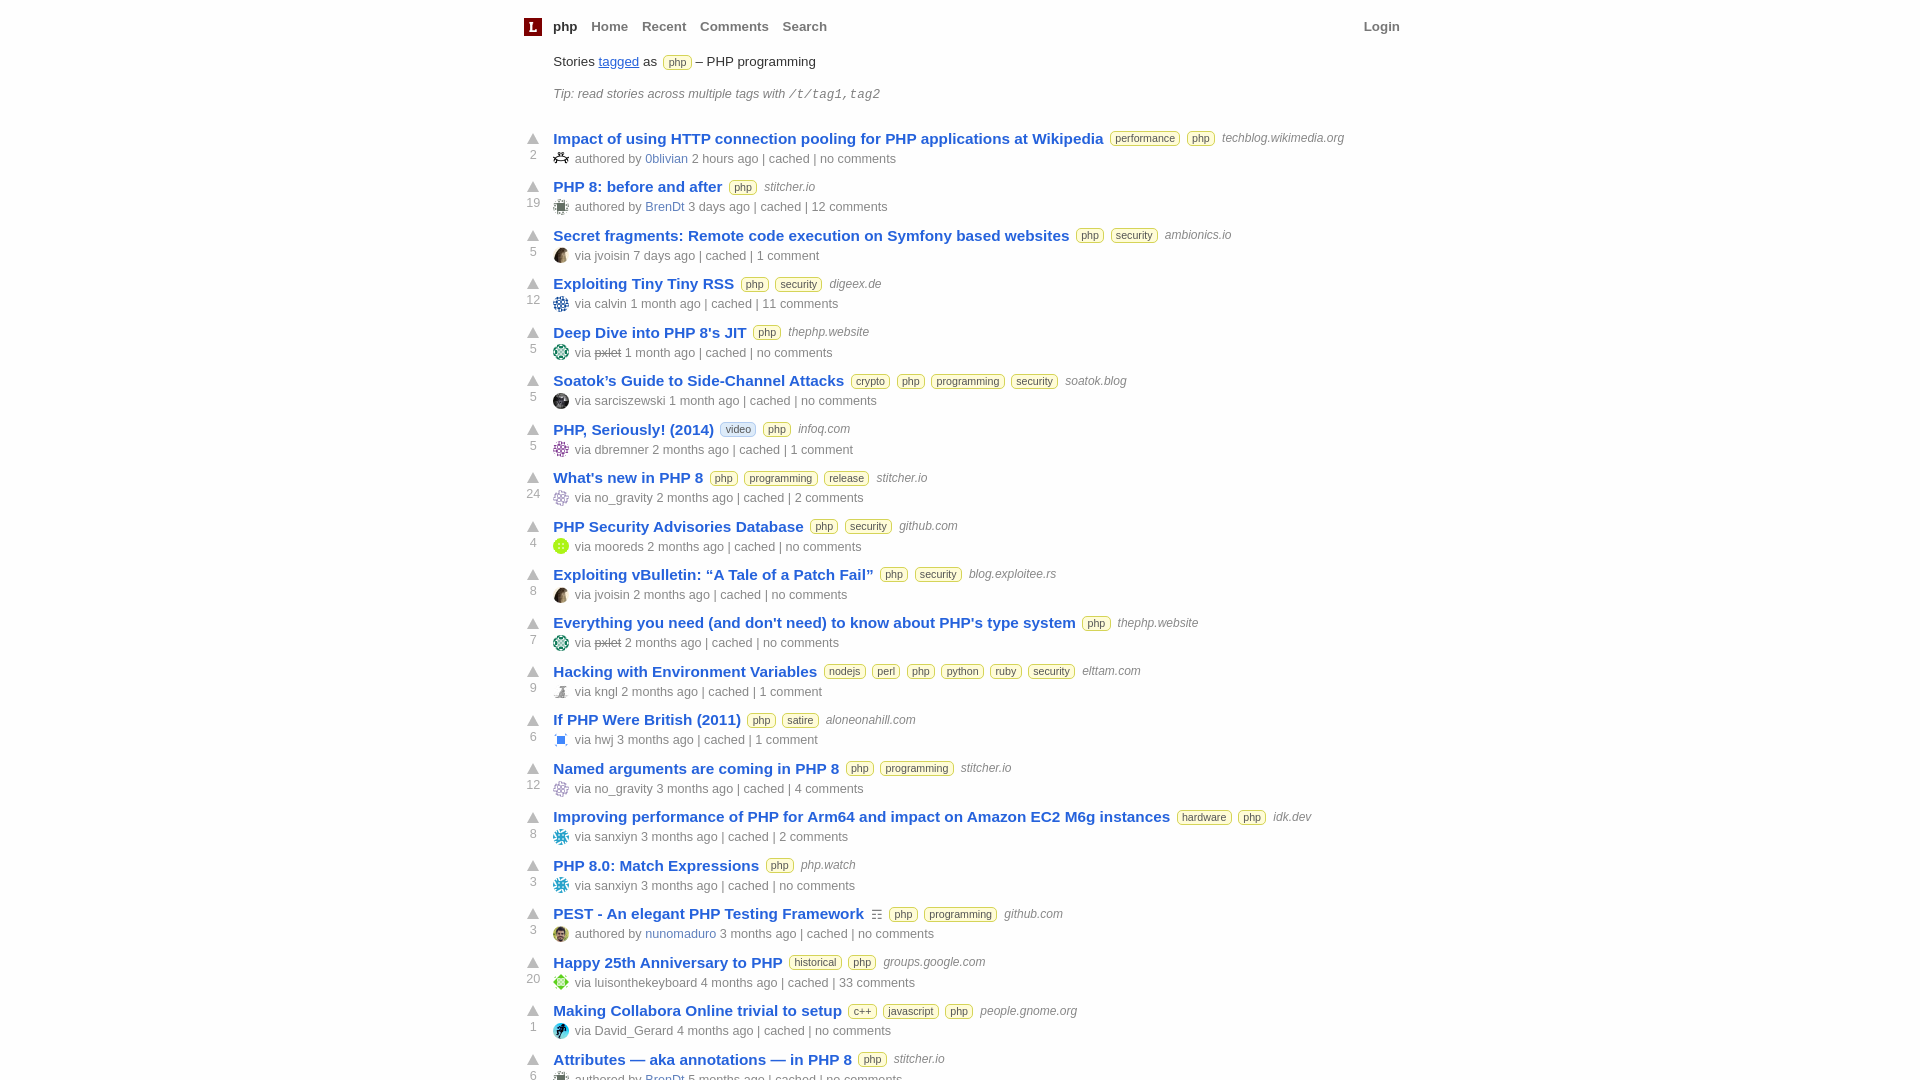 L php Home Recent Comments Search Login
Stories tagged as php – PHP programming
Tip: read stories across multiple tags with /t/tag1,tag2
Impact of using HTTP connection pooling for PHP applications at Wikipedia performance php techblog.wikimedia.org
2 authored by 0blivian 2 hours ago | cached | no comments
PHP 8: before and after php stitcher.io
19 authored by BrenDt 3 days ago | cached | 12 comments
Secret fragments: Remote code execution on Symfony based websites php security ambionics.io
5 via jvoisin 7 days ago | cached | 1 comment
Exploiting Tiny Tiny RSS php security digeex.de
12 via calvin 1 month ago | cached | 11 comments
Deep Dive into PHP 8's JIT php thephp.website
5 via pxlet 1 month ago | cached | no comments
Soatok’s Guide to Side-Channel Attacks crypto php programming security soatok.blog
5 via sarciszewski 1 month ago | cached | no comments
PHP, Seriously! (2014) video php infoq.com
5 via dbremner 2 months ago | cached | 1 comment
What's new in PHP 8 php programming release stitcher.io
24 via no_gravity 2 months ago | cached | 2 comments
PHP Security Advisories Database php security github.com
4 via mooreds 2 months ago | cached | no comments
Exploiting vBulletin: “A Tale of a Patch Fail” php security blog.exploitee.rs
8 via jvoisin 2 months ago | cached | no comments
Everything you need (and don't need) to know about PHP's type system php thephp.website
7 via pxlet 2 months ago | cached | no comments
Hacking with Environment Variables nodejs perl php python ruby security elttam.com
9 via kngl 2 months ago | cached | 1 comment
If PHP Were British (2011) php satire aloneonahill.com
6 via hwj 3 months ago | cached | 1 comment
Named arguments are coming in PHP 8 php programming stitcher.io
12 via no_gravity 3 months ago | cached | 4 comments
Improving performance of PHP for Arm64 and impact on Amazon EC2 M6g instances hardware php idk.dev
8 via sanxiyn 3 months ago | cached | 2 comments
PHP 8.0: Match Expressions php php.watch
3 via sanxiyn 3 months ago | cached | no comments
PEST - An elegant PHP Testing Framework ☶ php programming github.com
3 authored by nunomaduro 3 months ago | cached | no comments
Happy 25th Anniversary to PHP historical php groups.google.com
20 via luisonthekeyboard 4 months ago | cached | 33 comments
Making Collabora Online trivial to setup c++ javascript php people.gnome.org
1 via David_Gerard 4 months ago | cached | no comments
Attributes — aka annotations — in PHP 8 php stitcher.io
6 authored by BrenDt 5 months ago | cached | no comments